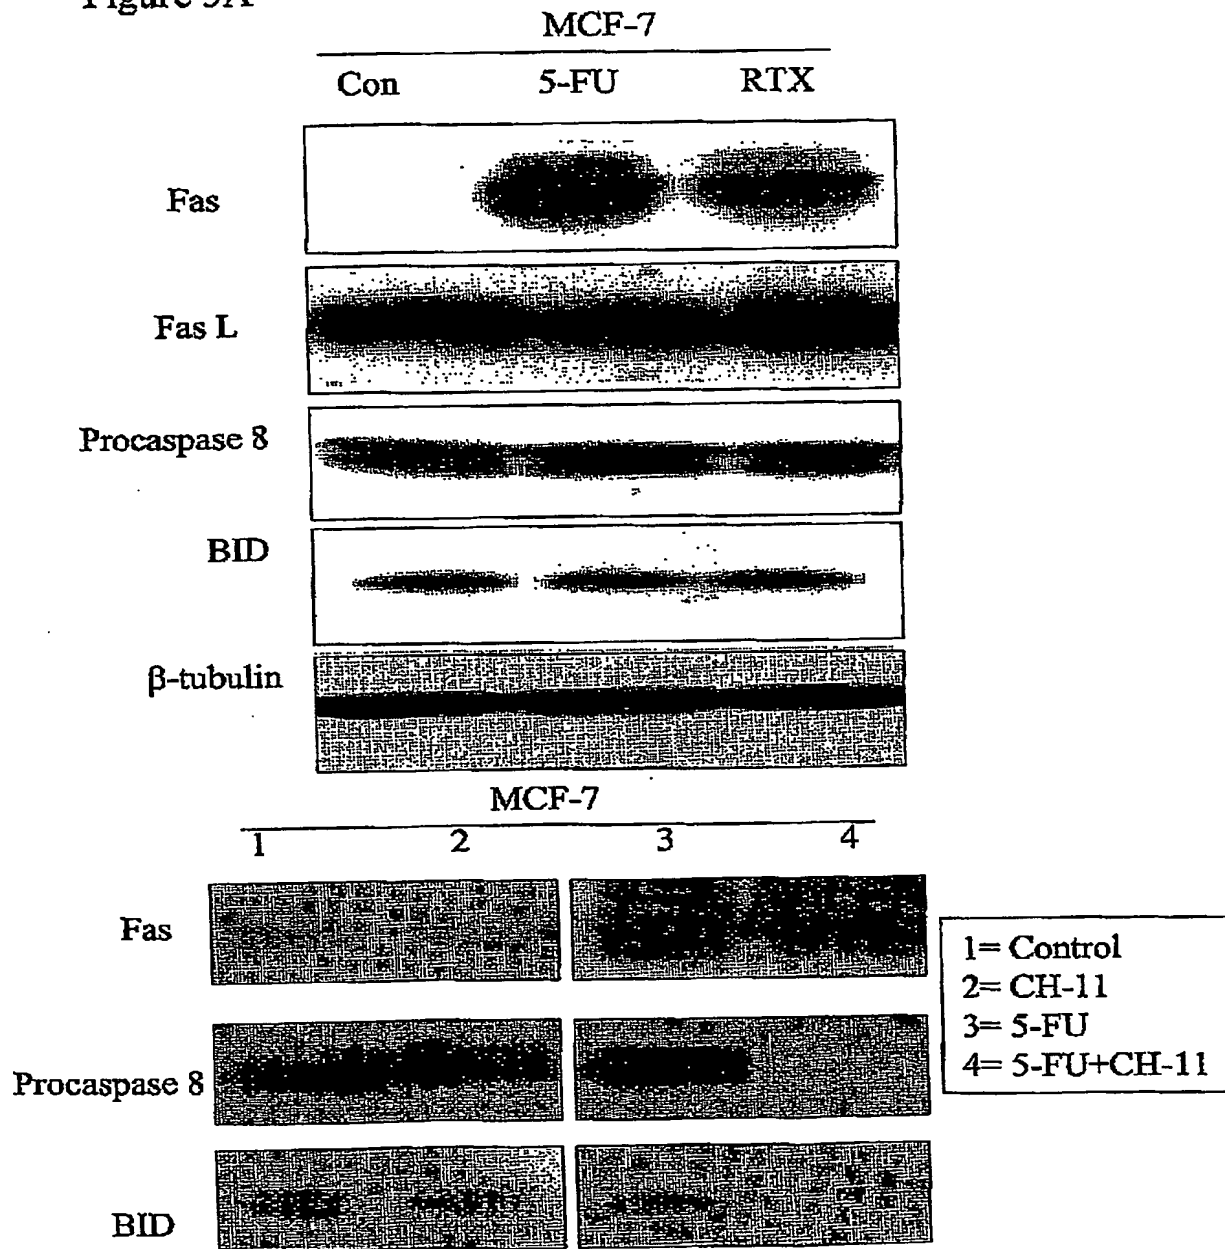 Figure 3A
MCF-7
Con 5-FU RTX
Fas
Fas L
Procaspase 8
BID
β-tubulin
MCF-7
1 2 3 4
Fas
1= Control
2= CH-11
3= 5-FU
4= 5-FU+CH-11
Procaspase 8
BID